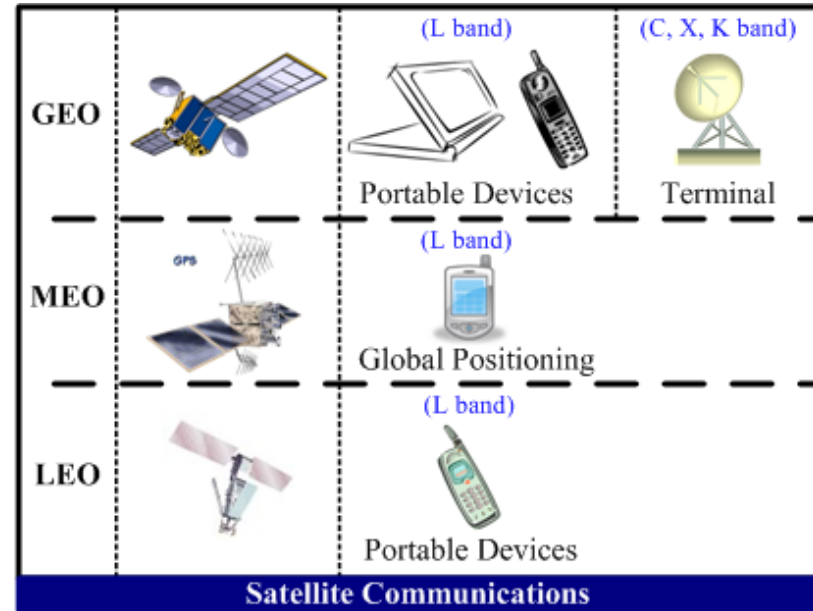 (L band)
(C, X, K band)
GEO
Portable Devices
Terminal
(L band)
GPS
MEO
Global Positioning
(L band)
LEO
Portable Devices
Satellite Communications